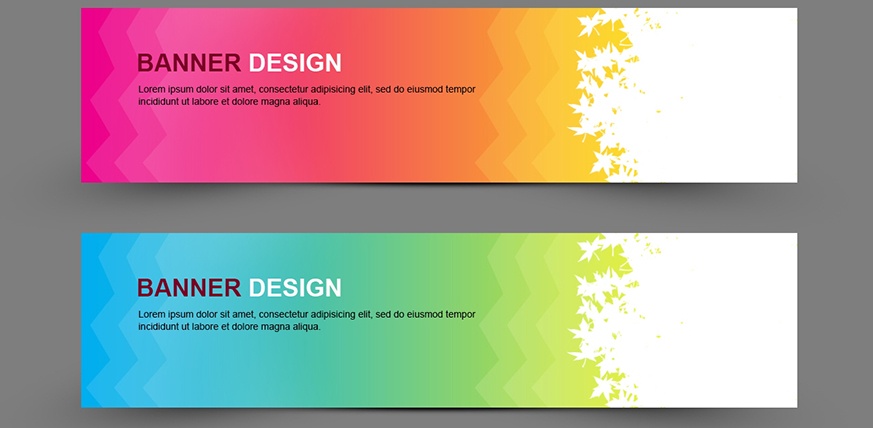 BANNER DESIGN
Lorem ipsum dolor sit amet, consectetur adipisicing elit, sed do eiusmod tempor
incididunt ut labore et dolore magna aliqua.
BANNER DESIGN
Lorem ipsum dolor sit amet, consectetur adipisicing elit, sed do eiusmod tempor
incididunt ut labore et dolore magna aliqua.